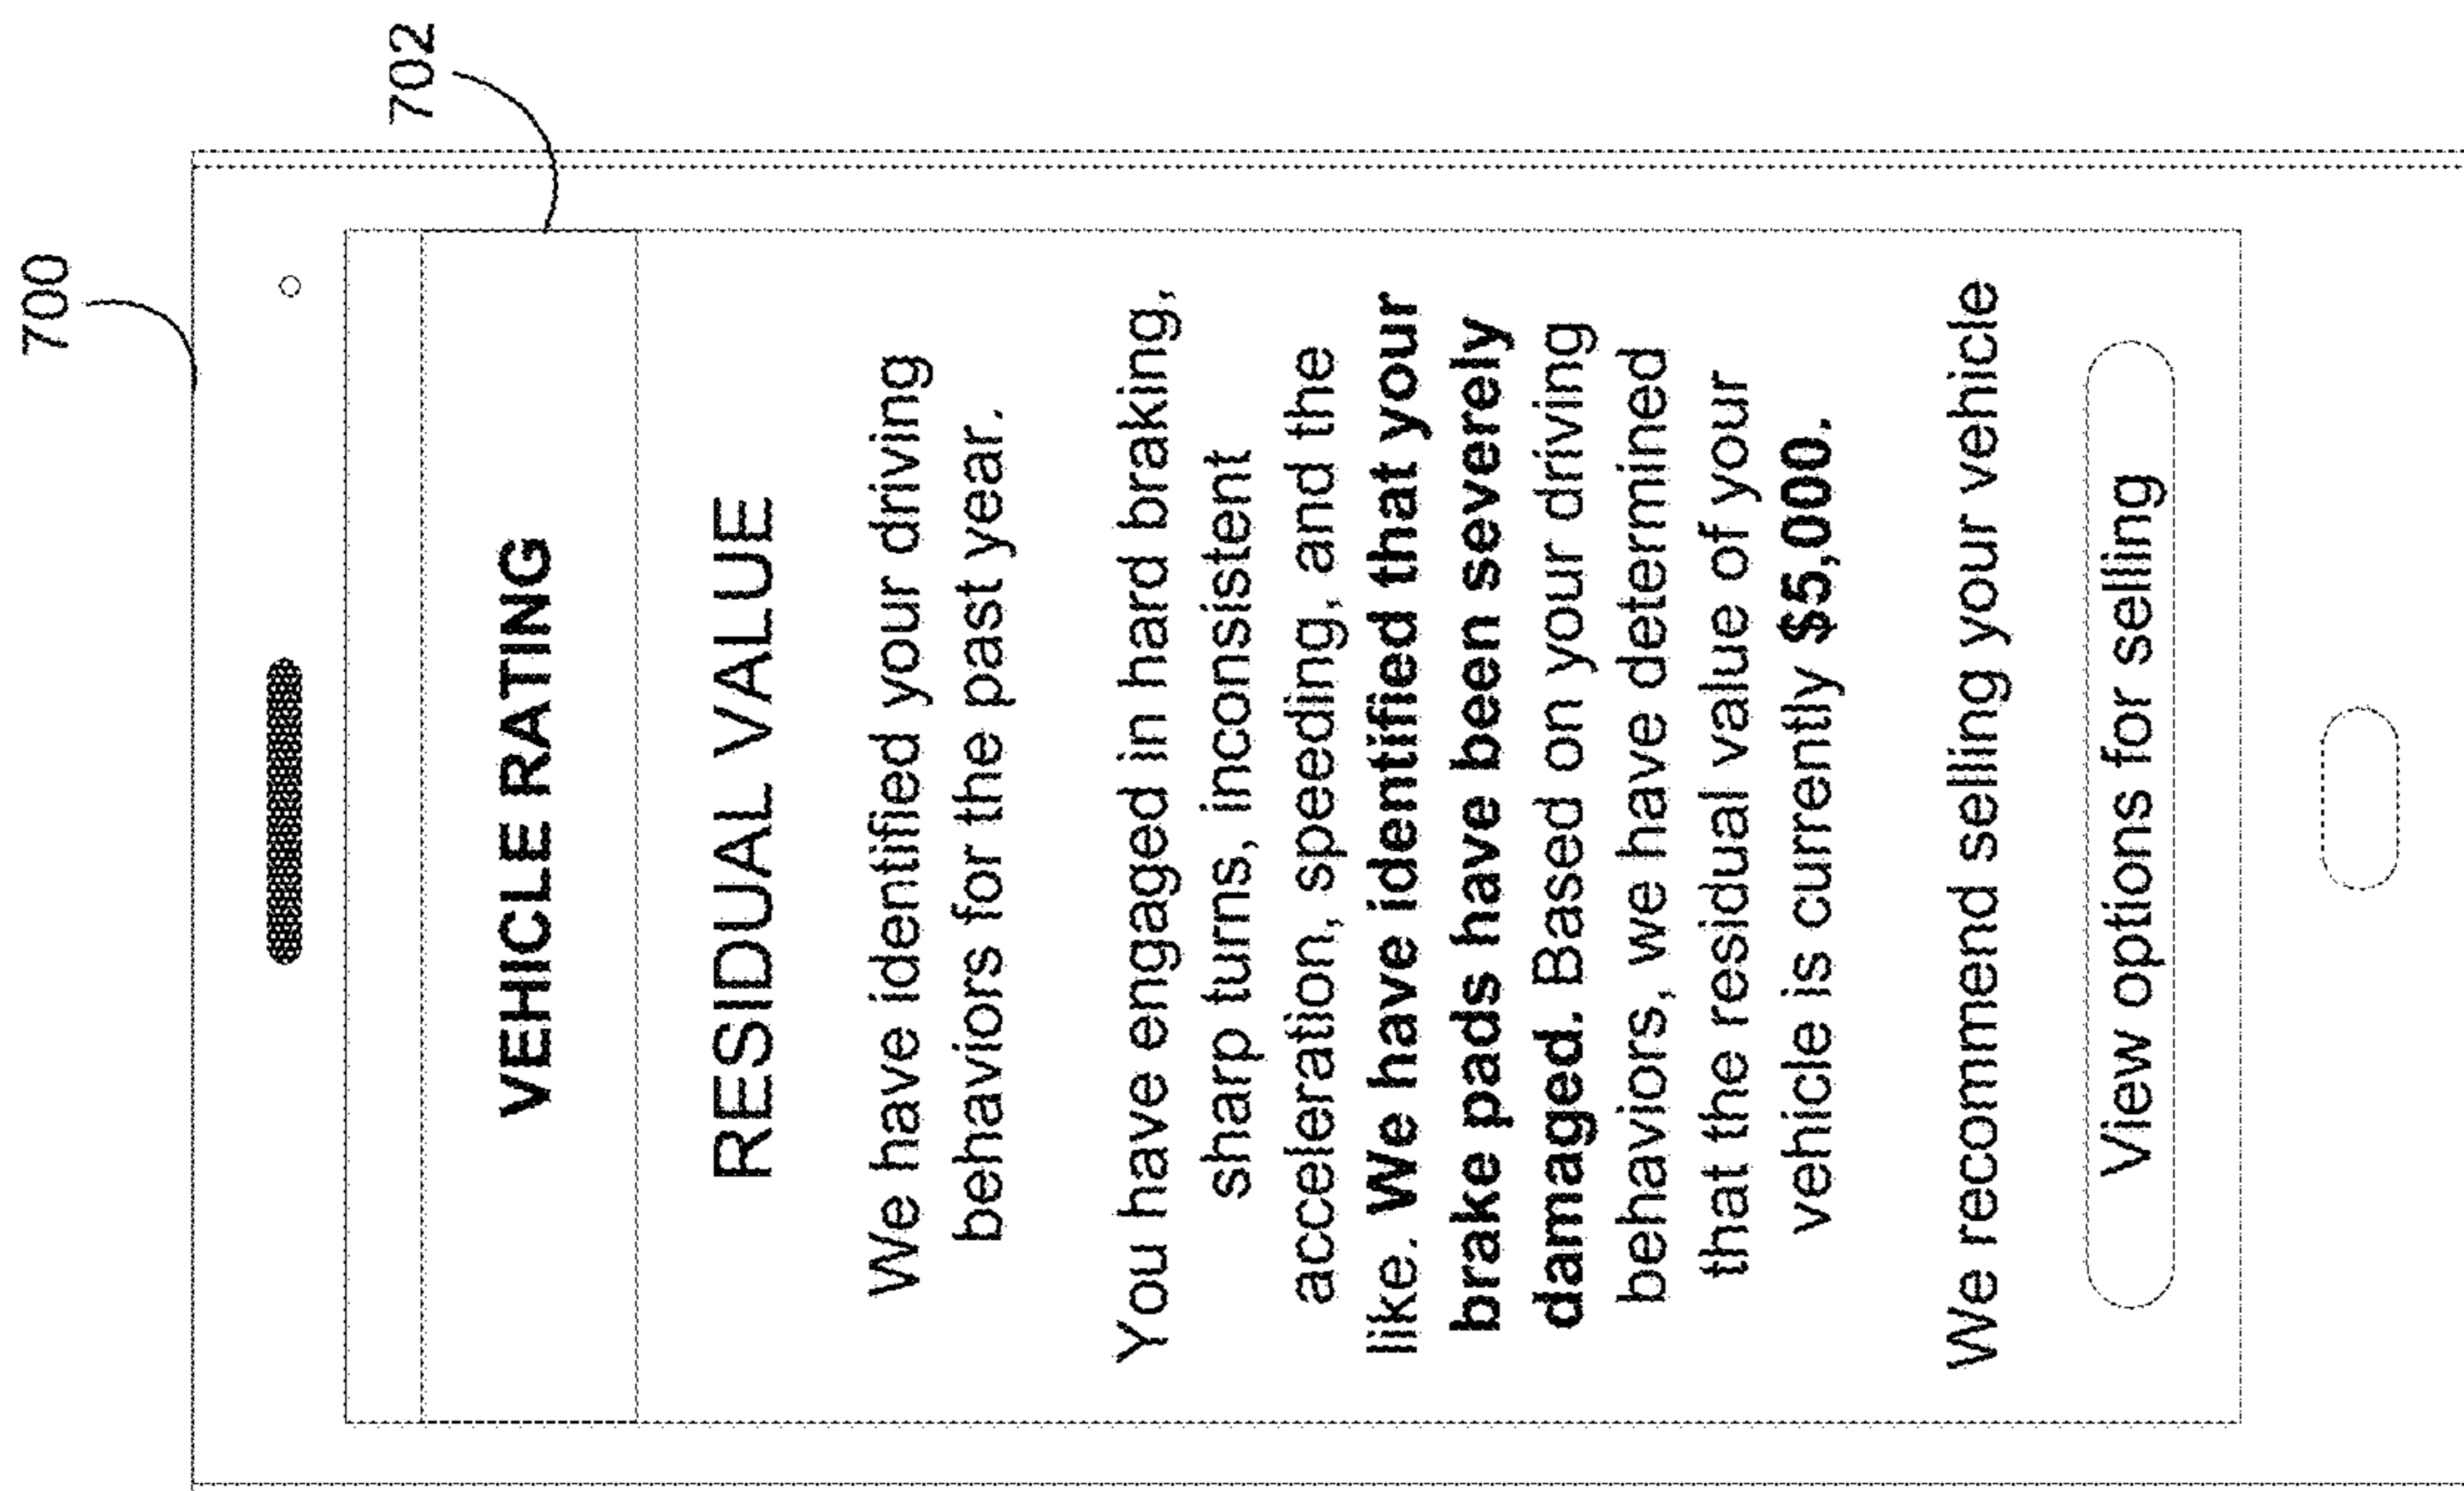 700
702
VEHICLE RATING
RESIDUAL VALUE
We have identified your driving
behaviors for the past year.
You have engaged in hard braking,
sharp turns, inconsistent
acceleration, speeding, and the
like. We have identified that your
brake pads have been severely
damaged. Based on your driving
behaviors, we have determined
that the residual value of your
vehicle is currently $5,000.
We recommend selling your vehicle
View options for selling